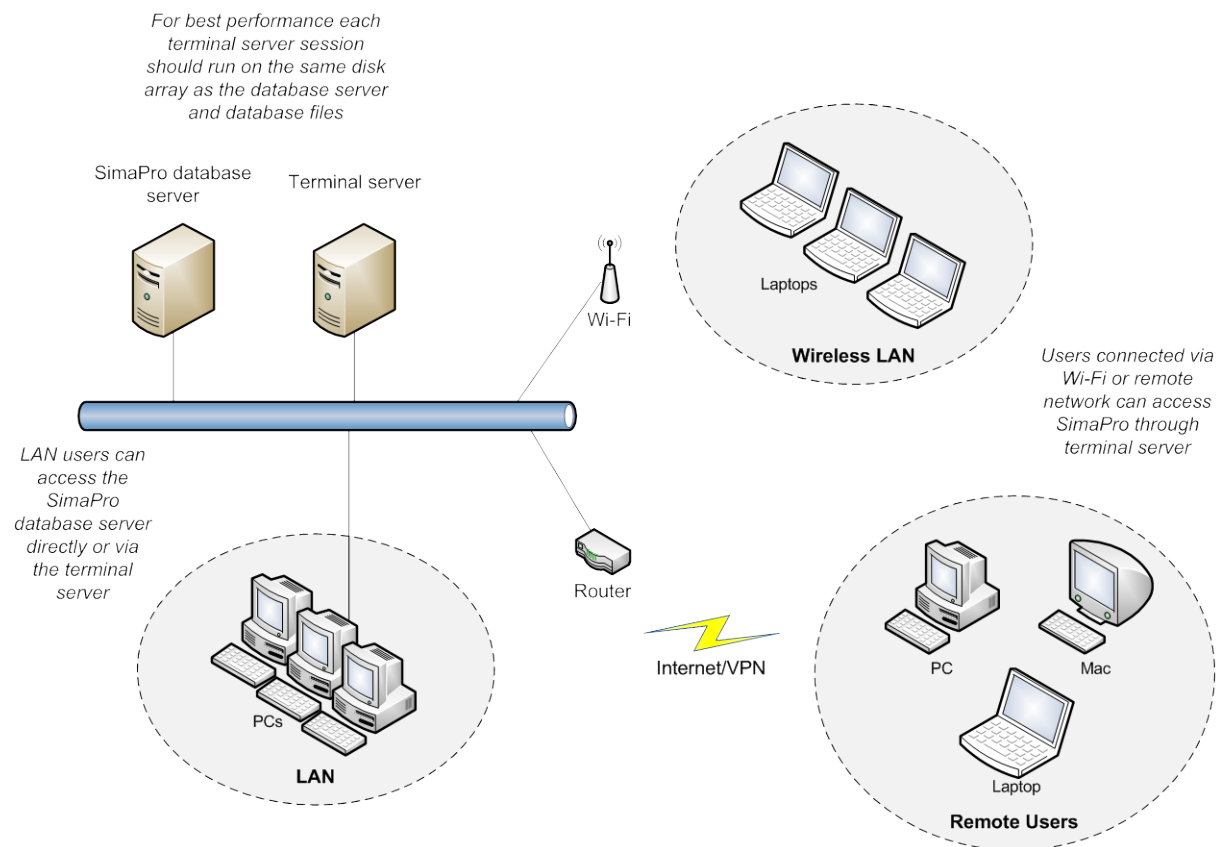 For best performance each
terminal server session
should run on the same disk
array as the database server
and database files
SimaPro database
server
Terminal server
Wi-Fi
Laptops
Wireless LAN
Users connected via
Wi-Fi or remote
network can access
SimaPro through
terminal server
LAN users can
access the
SimaPro
database server
directly or via
the terminal
server
Router
Internet/VPN
PCs
LAN
PC
Mac
Laptop
Remote Users